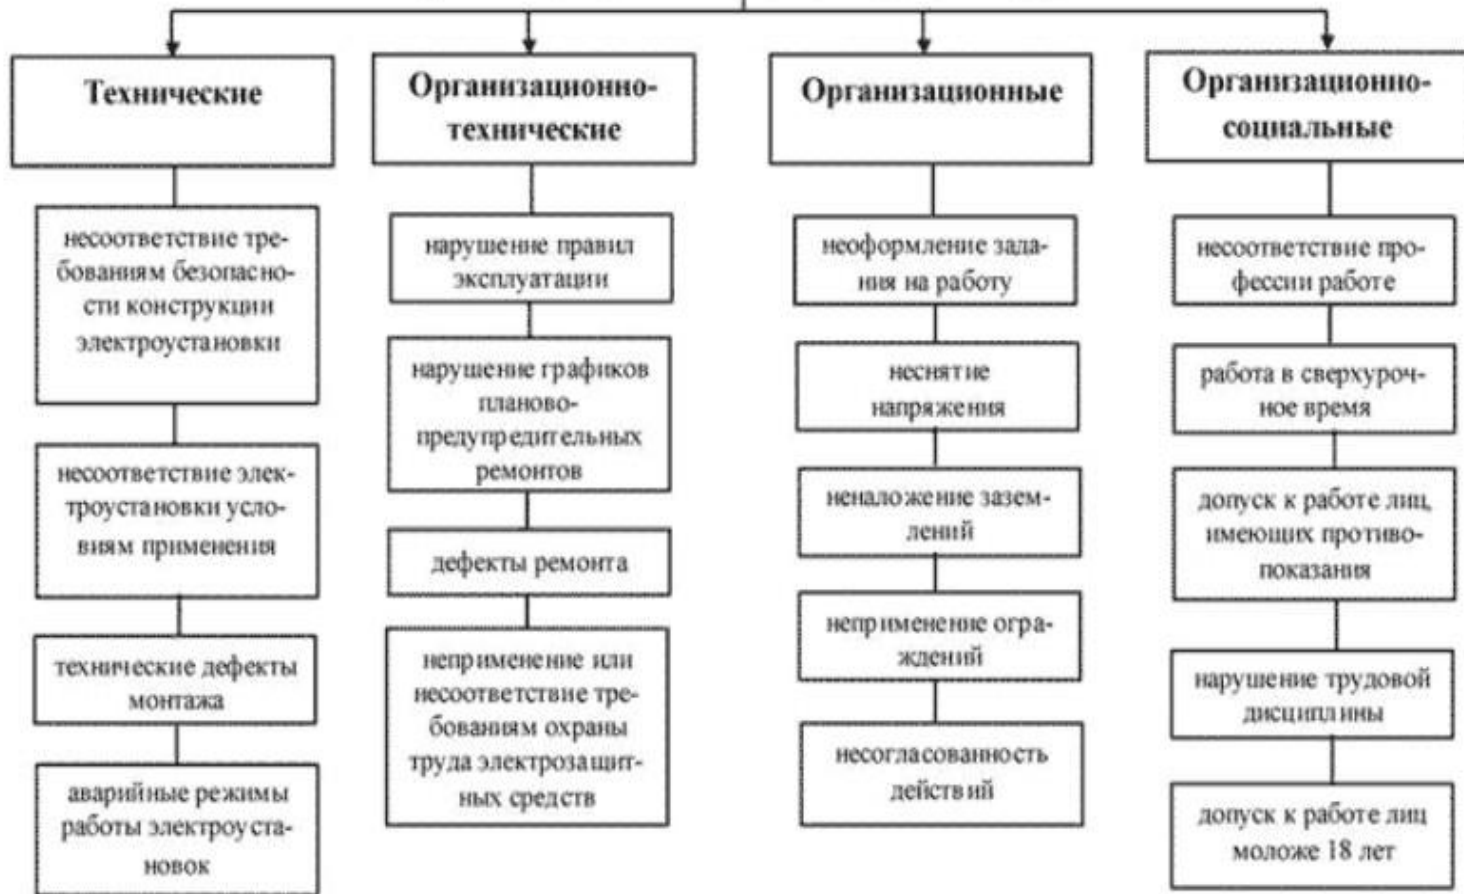 Технические
несоответствие тре-
бованиям безопасно-
сти конструкции
электроустановки
несоответствие элек-
троустановки усло-
виям применения
технические дефекты
монтажа
аварийные режимы
работы электроуста-
новок
Организационно-
технические
нарушение правил
эксплуатации
нарушение графиков
планово-
предупредительных
ремонтов
дефекты ремонта
неприменение или
несоответствие тре-
бованиям охраны
труда электрозащит-
ных средств
Организационные
неоформление зада-
ния на работу
неснятие
напряжения
неналожение зазем-
лений
неприменение огра-
ждений
несогласованность
действий
Организационно-
социальные
несоответствие про-
фессии работе
работа в сверхуроч-
ное время
допуск к работе лиц,
имеющих противо-
показания
нарушение трудовой
дисциплины
допуск к работе лиц
моложе 18 лет